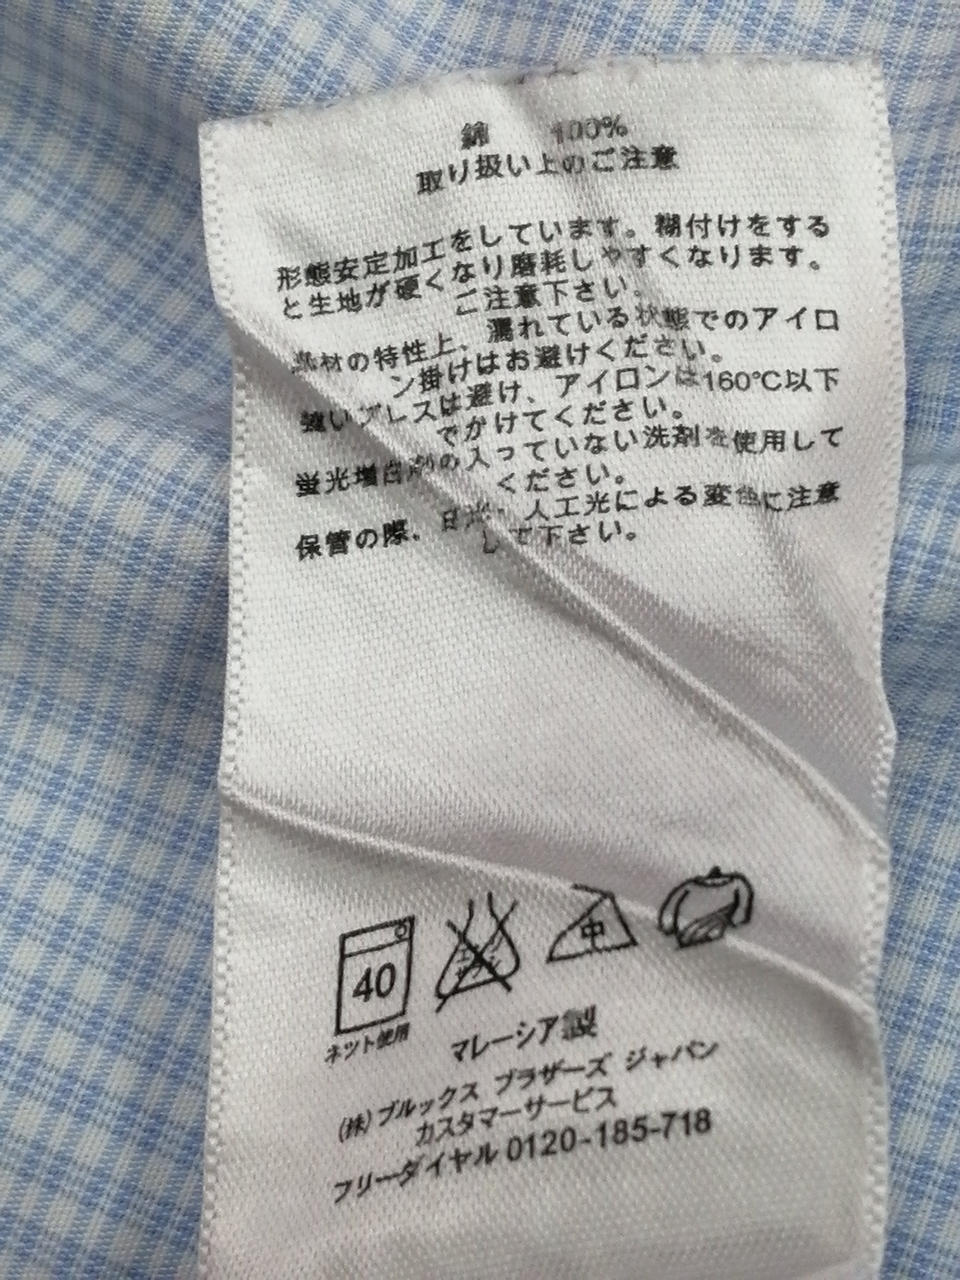 綿 100%
取り扱い上のご注意
形態安定加工をしています。糊付けをする
と生地が硬くなり磨耗しやすくなります。
ご注意下さい。
素材の特性上、濡れている状態でのアイロ
ン掛けはお避けください。
強いプレスは避け、アイロンは160℃以下
でかけてください。
蛍光増白剤の入っていない洗剤を使用して
ください。
保管の際、日光、人工光による変色に注意
して下さい。
40
中
ネット使用
マレーシア製
(株)ブルックス ブラザーズ ジャパン
カスタマーサービス
フリーダイヤル0120-185-718